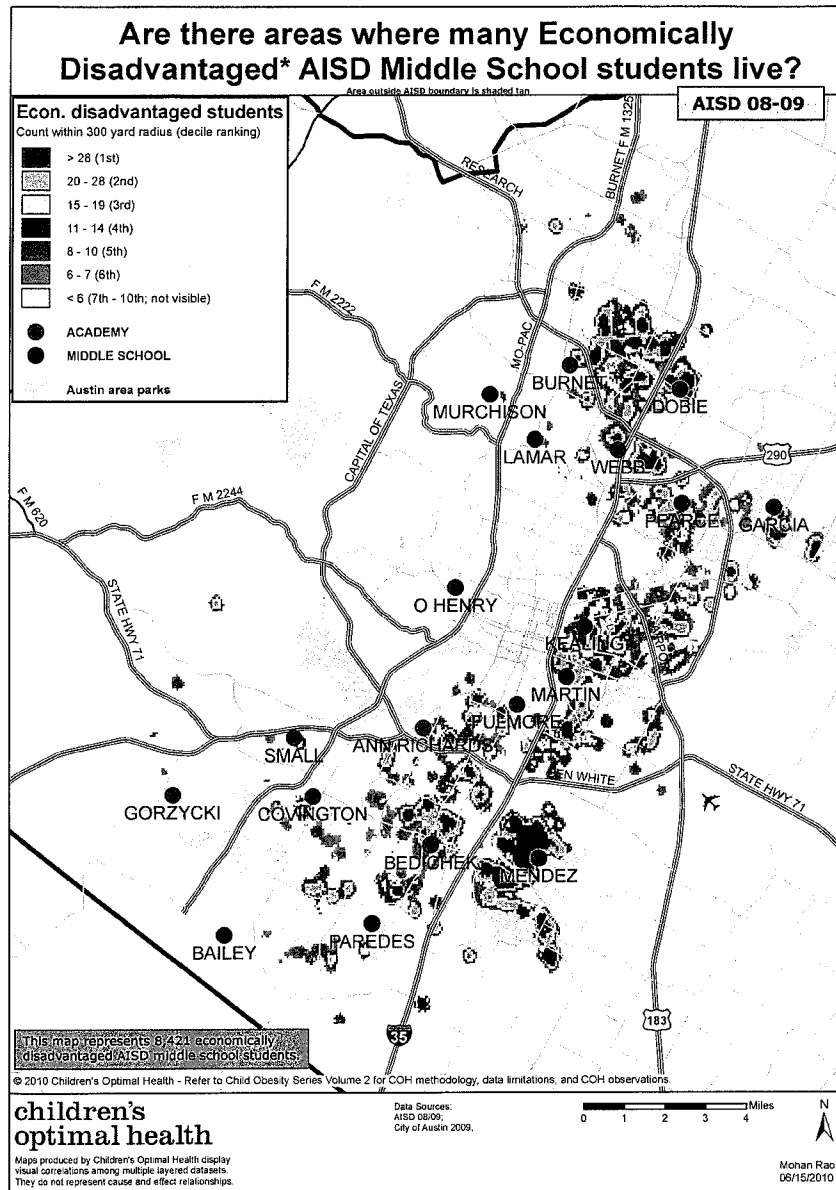 Are there areas where many Economically
Disadvantaged* AISD Middle School students live?
Area outside AISD boundary is shaded tan
AISD 08-09
Econ. disadvantaged students
Count within 300 yard radius (decile ranking)
> 28 (1st)
20 - 28 (2nd)
15 - 19 (3rd)
11 - 14 (4th)
8 - 10 (5th)
6 - 7 (6th)
< 6 (7th - 10th; not visible)
ACADEMY
MIDDLE SCHOOL
Austin area parks
RESEARCH
BURNET F M 1325
F M 2222
MO-PAC
CAPITAL OF TEXAS
BURNET
DOBIE
MURCHISON
LAMAR
WEBB
290
F M 2244
F M 620
PEARCE
GARCIA
STATE HWY 71
O HENRY
KEALING
MARTIN
FULMORE
ANN RICHARDS
SMALL
EN WHITE
STATE HWY 71
GORZYCKI
COVINGTON
BEDICHEK
MENDEZ
BAILEY
PAREDES
35
183
This map represents 8,421 economically
disadvantaged AISD middle school students.
© 2010 Children's Optimal Health - Refer to Child Obesity Series Volume 2 for COH methodology, data limitations, and COH observations.
children's
optimal health
Maps produced by Children's Optimal Health display
visual correlations among multiple layered datasets.
They do not represent cause and effect relationships.
Data Sources:
AISD 08/09;
City of Austin 2009,
Miles
0 1 2 3 4
N
Mohan Rao
06/15/2010